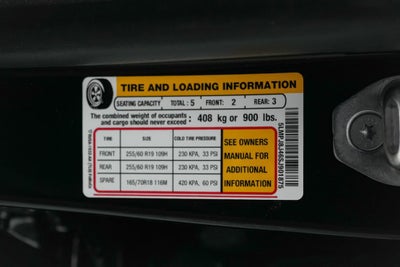 TIRE AND LOADING INFORMATION
SEATING CAPACITY TOTAL : 5 FRONT: 2 REAR: 3
The combined weight of occupants
and cargo should never exceed : 408 kg or 900 lbs.
TIRE SIZE COLD TIRE PRESSURE
FRONT 255/60 R19 109H 230 KPA, 33 PSI
REAR 255/60 R19 109H 230 KPA, 33 PSI
SPARE 165/70R18 116M 420 KPA, 60 PSI
SEE OWNERS
MANUAL FOR
ADDITIONAL
INFORMATION